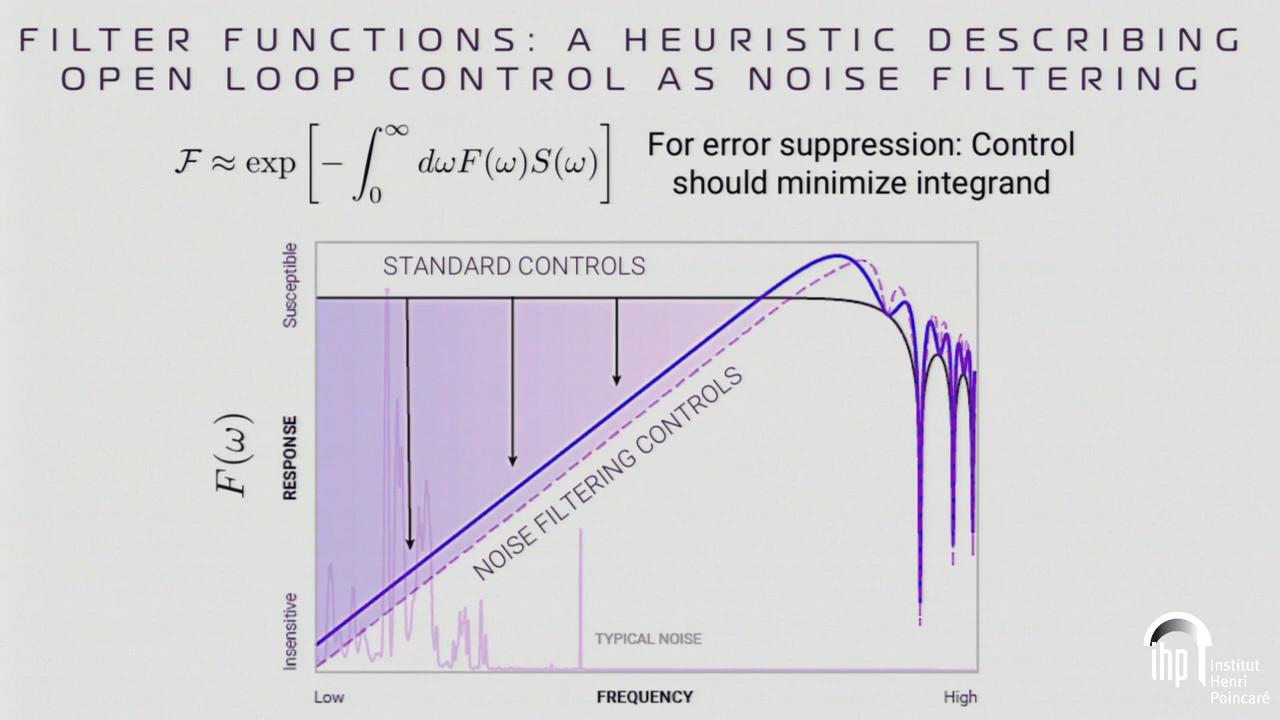 FILTER FUNCTIONS: A HEURISTIC DESCRIBING
OPEN LOOP CONTROL AS NOISE FILTERING
ℱ ≈ exp [ − ∫₀^∞ dωF(ω)S(ω) ]
For error suppression: Control
should minimize integrand
Susceptible
STANDARD CONTROLS
F(ω)
RESPONSE
NOISE FILTERING CONTROLS
Insensitive
TYPICAL NOISE
Low
FREQUENCY
High
ihp
Institut
Henri
Poincaré